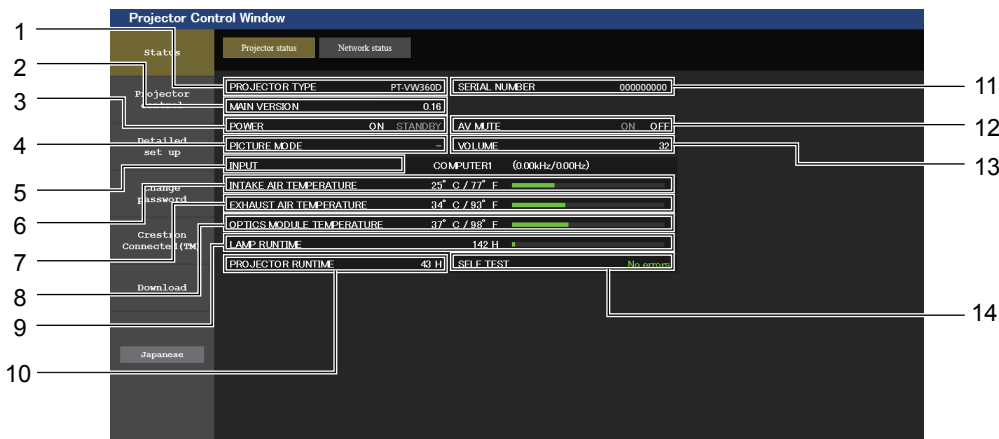 Projector Control Window
Status
Projector status
Network status
Projector
control
Detailed
set up
Change
password
Crestron
Connected(TM)
Download
Japanese
PROJECTOR TYPE PT-VW360D
SERIAL NUMBER 000000000
MAIN VERSION 0.16
POWER ON STANDBY
AV MUTE ON OFF
PICTURE MODE –
VOLUME 32
INPUT COMPUTER1 (0.00kHz/0.00Hz)
INTAKE AIR TEMPERATURE 25° C / 77° F
EXHAUST AIR TEMPERATURE 34° C / 93° F
OPTICS MODULE TEMPERATURE 37° C / 98° F
LAMP RUNTIME 142 H
PROJECTOR RUNTIME 43 H
SELF TEST No errors
1
2
3
4
5
6
7
8
9
10
11
12
13
14